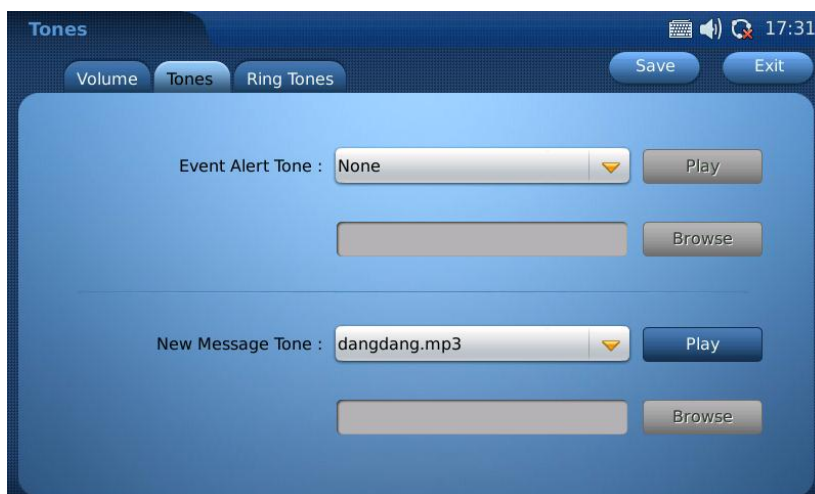 Tones 17:31
Volume Tones Ring Tones Save Exit
Event Alert Tone : None Play
Browse
New Message Tone : dangdang.mp3 Play
Browse